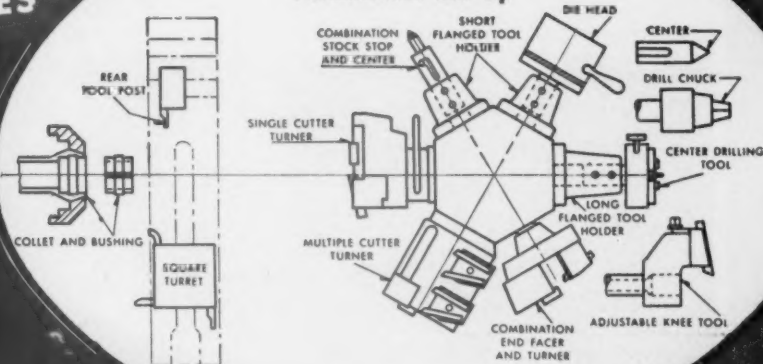 COMBINATION
STOCK STOP
AND CENTER
SHORT
FLANGED TOOL
HOLDER
DIE HEAD
CENTER
REAR
TOOL POST
DRILL CHUCK
SINGLE CUTTER
TURNER
CENTER DRILLING
TOOL
LONG
FLANGED TOOL
HOLDER
COLLET AND BUSHING
SQUARE
TURRET
MULTIPLE CUTTER
TURNER
COMBINATION
END FACER
AND TURNER
ADJUSTABLE KNEE TOOL